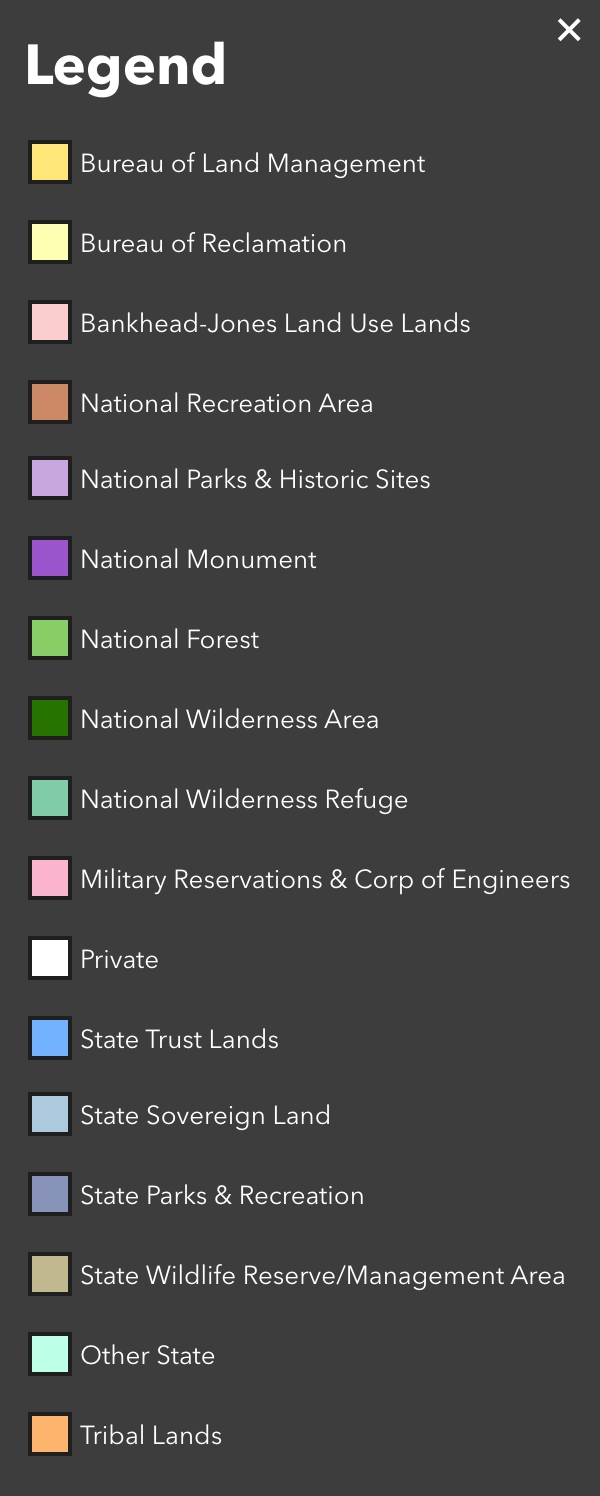 Legend
Bureau of Land Management
Bureau of Reclamation
Bankhead-Jones Land Use Lands
National Recreation Area
National Parks & Historic Sites
National Monument
National Forest
National Wilderness Area
National Wilderness Refuge
Military Reservations & Corp of Engineers
Private
State Trust Lands
State Sovereign Land
State Parks & Recreation
State Wildlife Reserve/Management Area
Other State
Tribal Lands